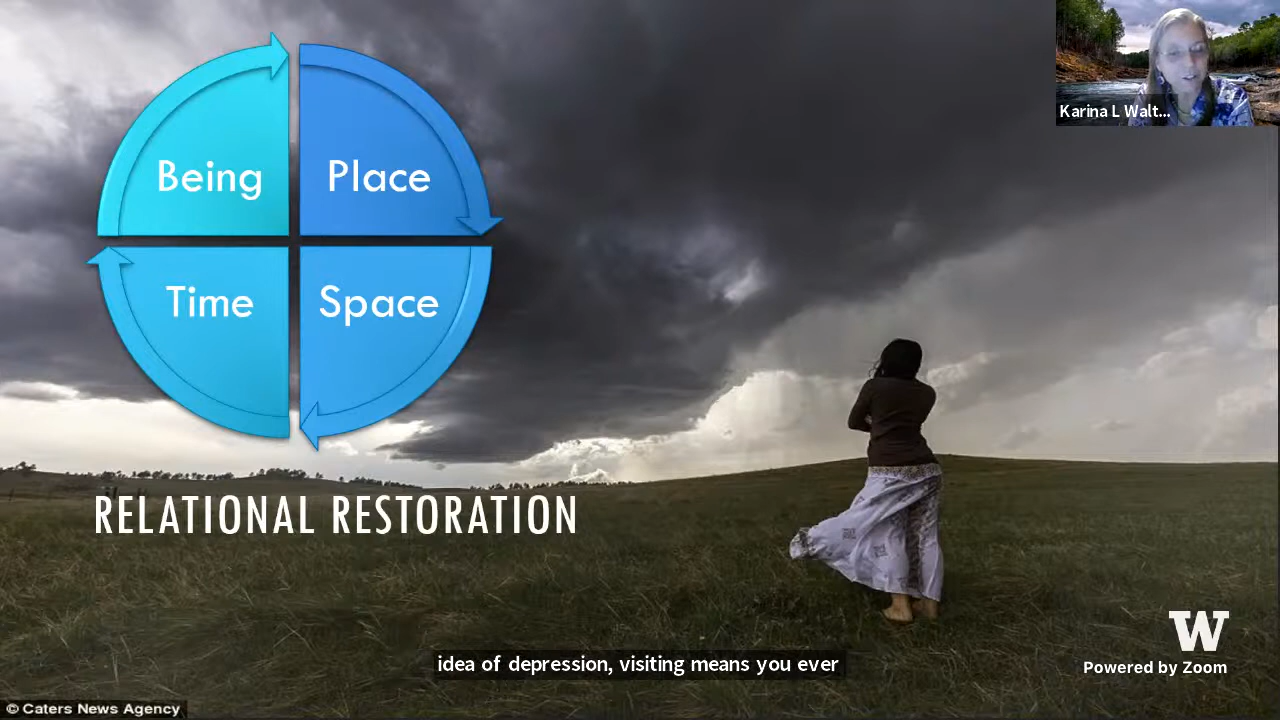 Being
Place
Time
Space
RELATIONAL RESTORATION
Karina L Walt...
idea of depression, visiting means you ever
W
Powered by Zoom
© Caters News Agency